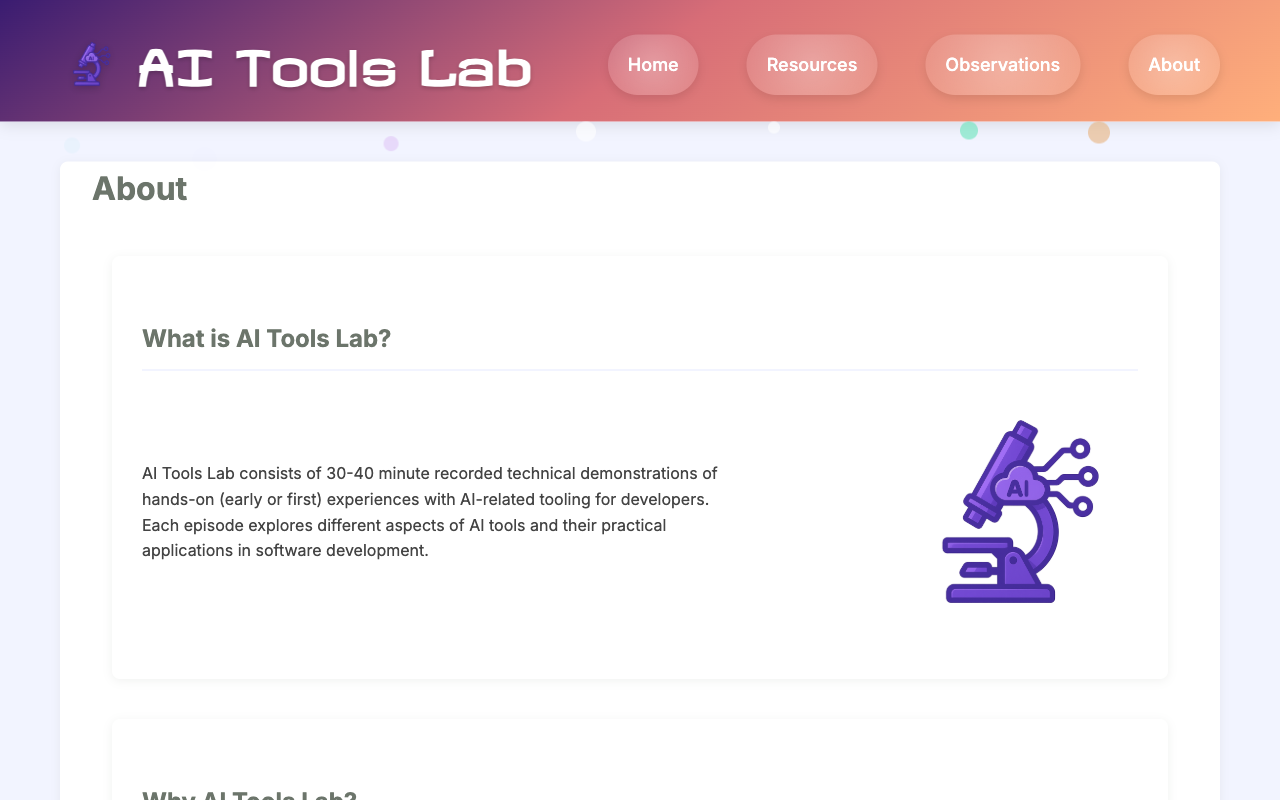 AI Tools Lab
Home
Resources
Observations
About
About
What is AI Tools Lab?
AI Tools Lab consists of 30-40 minute recorded technical demonstrations of
hands-on (early or first) experiences with AI-related tooling for developers.
Each episode explores different aspects of AI tools and their practical
applications in software development.
AI
Why AI Tools Lab?